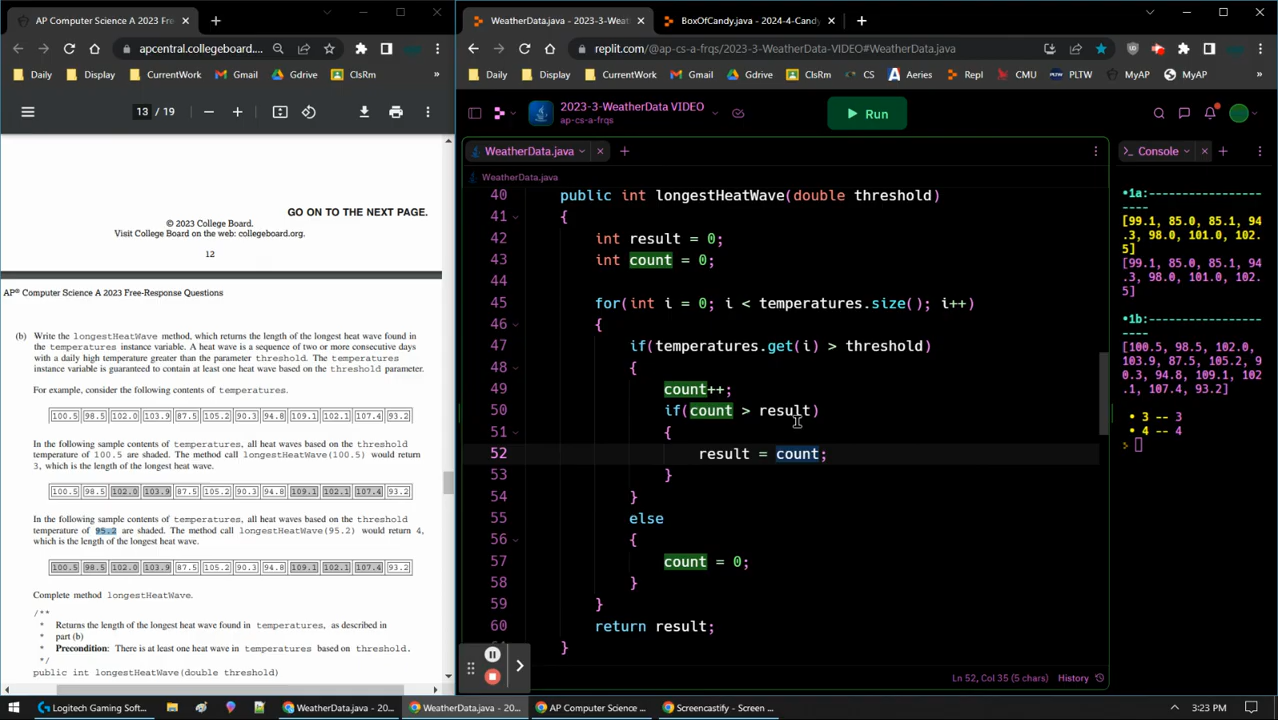 AP Computer Science A 2023 Free-
WeatherData.java - 2023-3-Weat
BoxOfCandy.java - 2024-4-Candy
apcentral.collegeboard....
replit.com/@ap-cs-a-frqs/2023-3-WeatherData-VIDEO#WeatherData.java
Daily Display CurrentWork Gmail Gdrive ClsRm »
Daily Display CurrentWork Gmail Gdrive ClsRm CS Aeries Repl CMU PLTW MyAP MyAP »
13 / 19
2023-3-WeatherData VIDEO
ap-cs-a-frqs
Run
WeatherData.java
Console
WeatherData.java
GO ON TO THE NEXT PAGE.
© 2023 College Board.
Visit College Board on the web: collegeboard.org.
12
AP® Computer Science A 2023 Free-Response Questions
(b) Write the longestHeatWave method, which returns the length of the longest heat wave found in
the temperatures instance variable. A heat wave is a sequence of two or more consecutive days
with a daily high temperature greater than the parameter threshold. The temperatures
instance variable is guaranteed to contain at least one heat wave based on the threshold parameter.
For example, consider the following contents of temperatures.
100.5 98.5 102.0 103.9 87.5 105.2 90.3 94.8 109.1 102.1 107.4 93.2
In the following sample contents of temperatures, all heat waves based on the threshold
temperature of 100.5 are shaded. The method call longestHeatWave(100.5) would return
3, which is the length of the longest heat wave.
100.5 98.5 102.0 103.9 87.5 105.2 90.3 94.8 109.1 102.1 107.4 93.2
In the following sample contents of temperatures, all heat waves based on the threshold
temperature of 95.2 are shaded. The method call longestHeatWave(95.2) would return 4,
which is the length of the longest heat wave.
100.5 98.5 102.0 103.9 87.5 105.2 90.3 94.8 109.1 102.1 107.4 93.2
Complete method longestHeatWave.
/**
* Returns the length of the longest heat wave found in temperatures, as described in
* part (b)
* Precondition: There is at least one heat wave in temperatures based on threshold.
*/
public int longestHeatWave(double threshold)
40 public int longestHeatWave(double threshold)
41 {
42 int result = 0;
43 int count = 0;
44
45 for(int i = 0; i < temperatures.size(); i++)
46 {
47 if(temperatures.get(i) > threshold)
48 {
49 count++;
50 if(count > result)
51 {
52 result = count;
53 }
54 }
55 else
56 {
57 count = 0;
58 }
59 }
60 return result;
}
Ln 52, Col 35 (5 chars) History
•1a:-----------------
----
[99.1, 85.0, 85.1, 94
.3, 98.0, 101.0, 102.
5]
[99.1, 85.0, 85.1, 94
.3, 98.0, 101.0, 102.
5]
•1b:-----------------
----
[100.5, 98.5, 102.0,
103.9, 87.5, 105.2, 9
0.3, 94.8, 109.1, 102
.1, 107.4, 93.2]
• 3 -- 3
• 4 -- 4
Logitech Gaming Soft...
WeatherData.java - 20...
WeatherData.java - 20...
AP Computer Science ...
Screencastify - Screen ...
3:23 PM